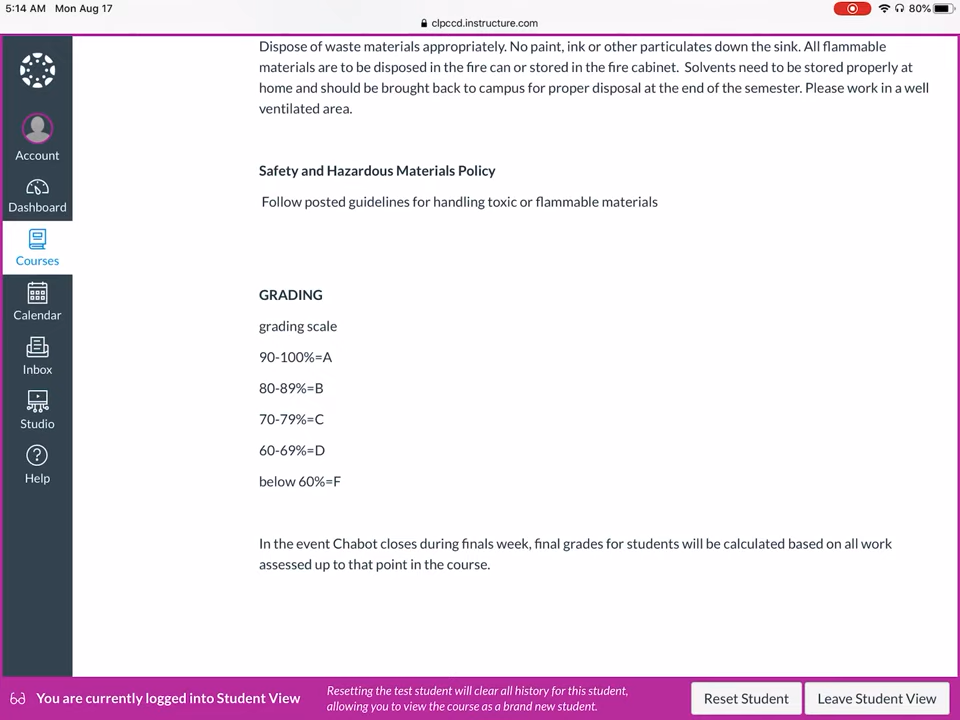 5:14 AM Mon Aug 17
80%
clpccd.instructure.com
Dispose of waste materials appropriately. No paint, ink or other particulates down the sink. All flammable
materials are to be disposed in the fire can or stored in the fire cabinet. Solvents need to be stored properly at
home and should be brought back to campus for proper disposal at the end of the semester. Please work in a well
ventilated area.
Safety and Hazardous Materials Policy
Follow posted guidelines for handling toxic or flammable materials
GRADING
grading scale
90-100%=A
80-89%=B
70-79%=C
60-69%=D
below 60%=F
In the event Chabot closes during finals week, final grades for students will be calculated based on all work
assessed up to that point in the course.
Account
Dashboard
Courses
Calendar
Inbox
Studio
Help
You are currently logged into Student View
Resetting the test student will clear all history for this student,
allowing you to view the course as a brand new student.
Reset Student
Leave Student View